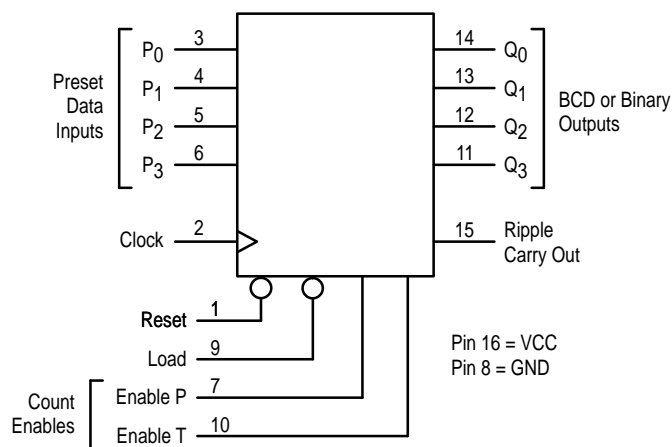 Preset
Data
Inputs
P0 3
P1 4
P2 5
P3 6
Clock 2
14 Q0
13 Q1
12 Q2
11 Q3
BCD or Binary
Outputs
15 Ripple
Carry Out
Reset 1
Load 9
Count
Enables
Enable P 7
Enable T 10
Pin 16 = VCC
Pin 8 = GND